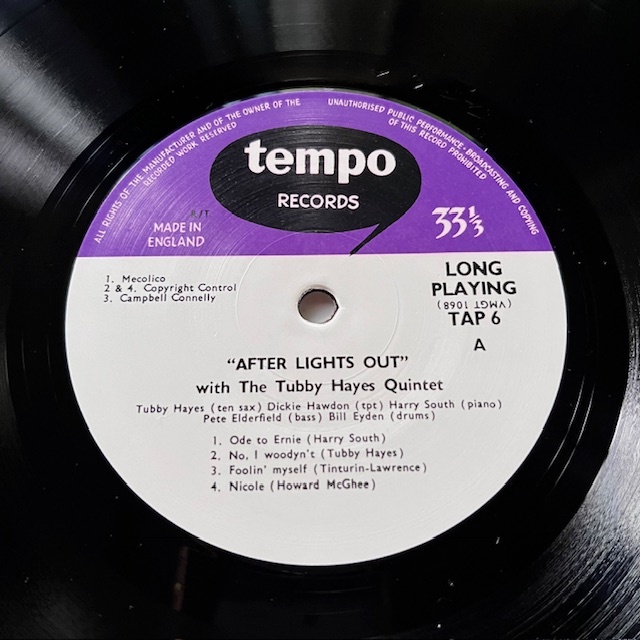 ALL RIGHTS OF THE MANUFACTURER AND OF THE OWNER OF THE
RECORDED WORK RESERVED
UNAUTHORISED PUBLIC PERFORMANCE • BROADCASTING AND COPYING
OF THIS RECORD PROHIBITED
tempo
RECORDS
R/T
MADE IN
ENGLAND
33⅓
1. Mecolico
2 & 4. Copyright Control
3. Campbell Connelly
LONG
PLAYING
(VMGT 1068)
TAP 6
A
“AFTER LIGHTS OUT”
with The Tubby Hayes Quintet
Tubby Hayes (ten sax) Dickie Hawdon (tpt) Harry South (piano)
Pete Elderfield (bass) Bill Eyden (drums)
1. Ode to Ernie (Harry South)
2. No, I woodyn't (Tubby Hayes)
3. Foolin' myself (Tinturin-Lawrence)
4. Nicole (Howard McGhee)